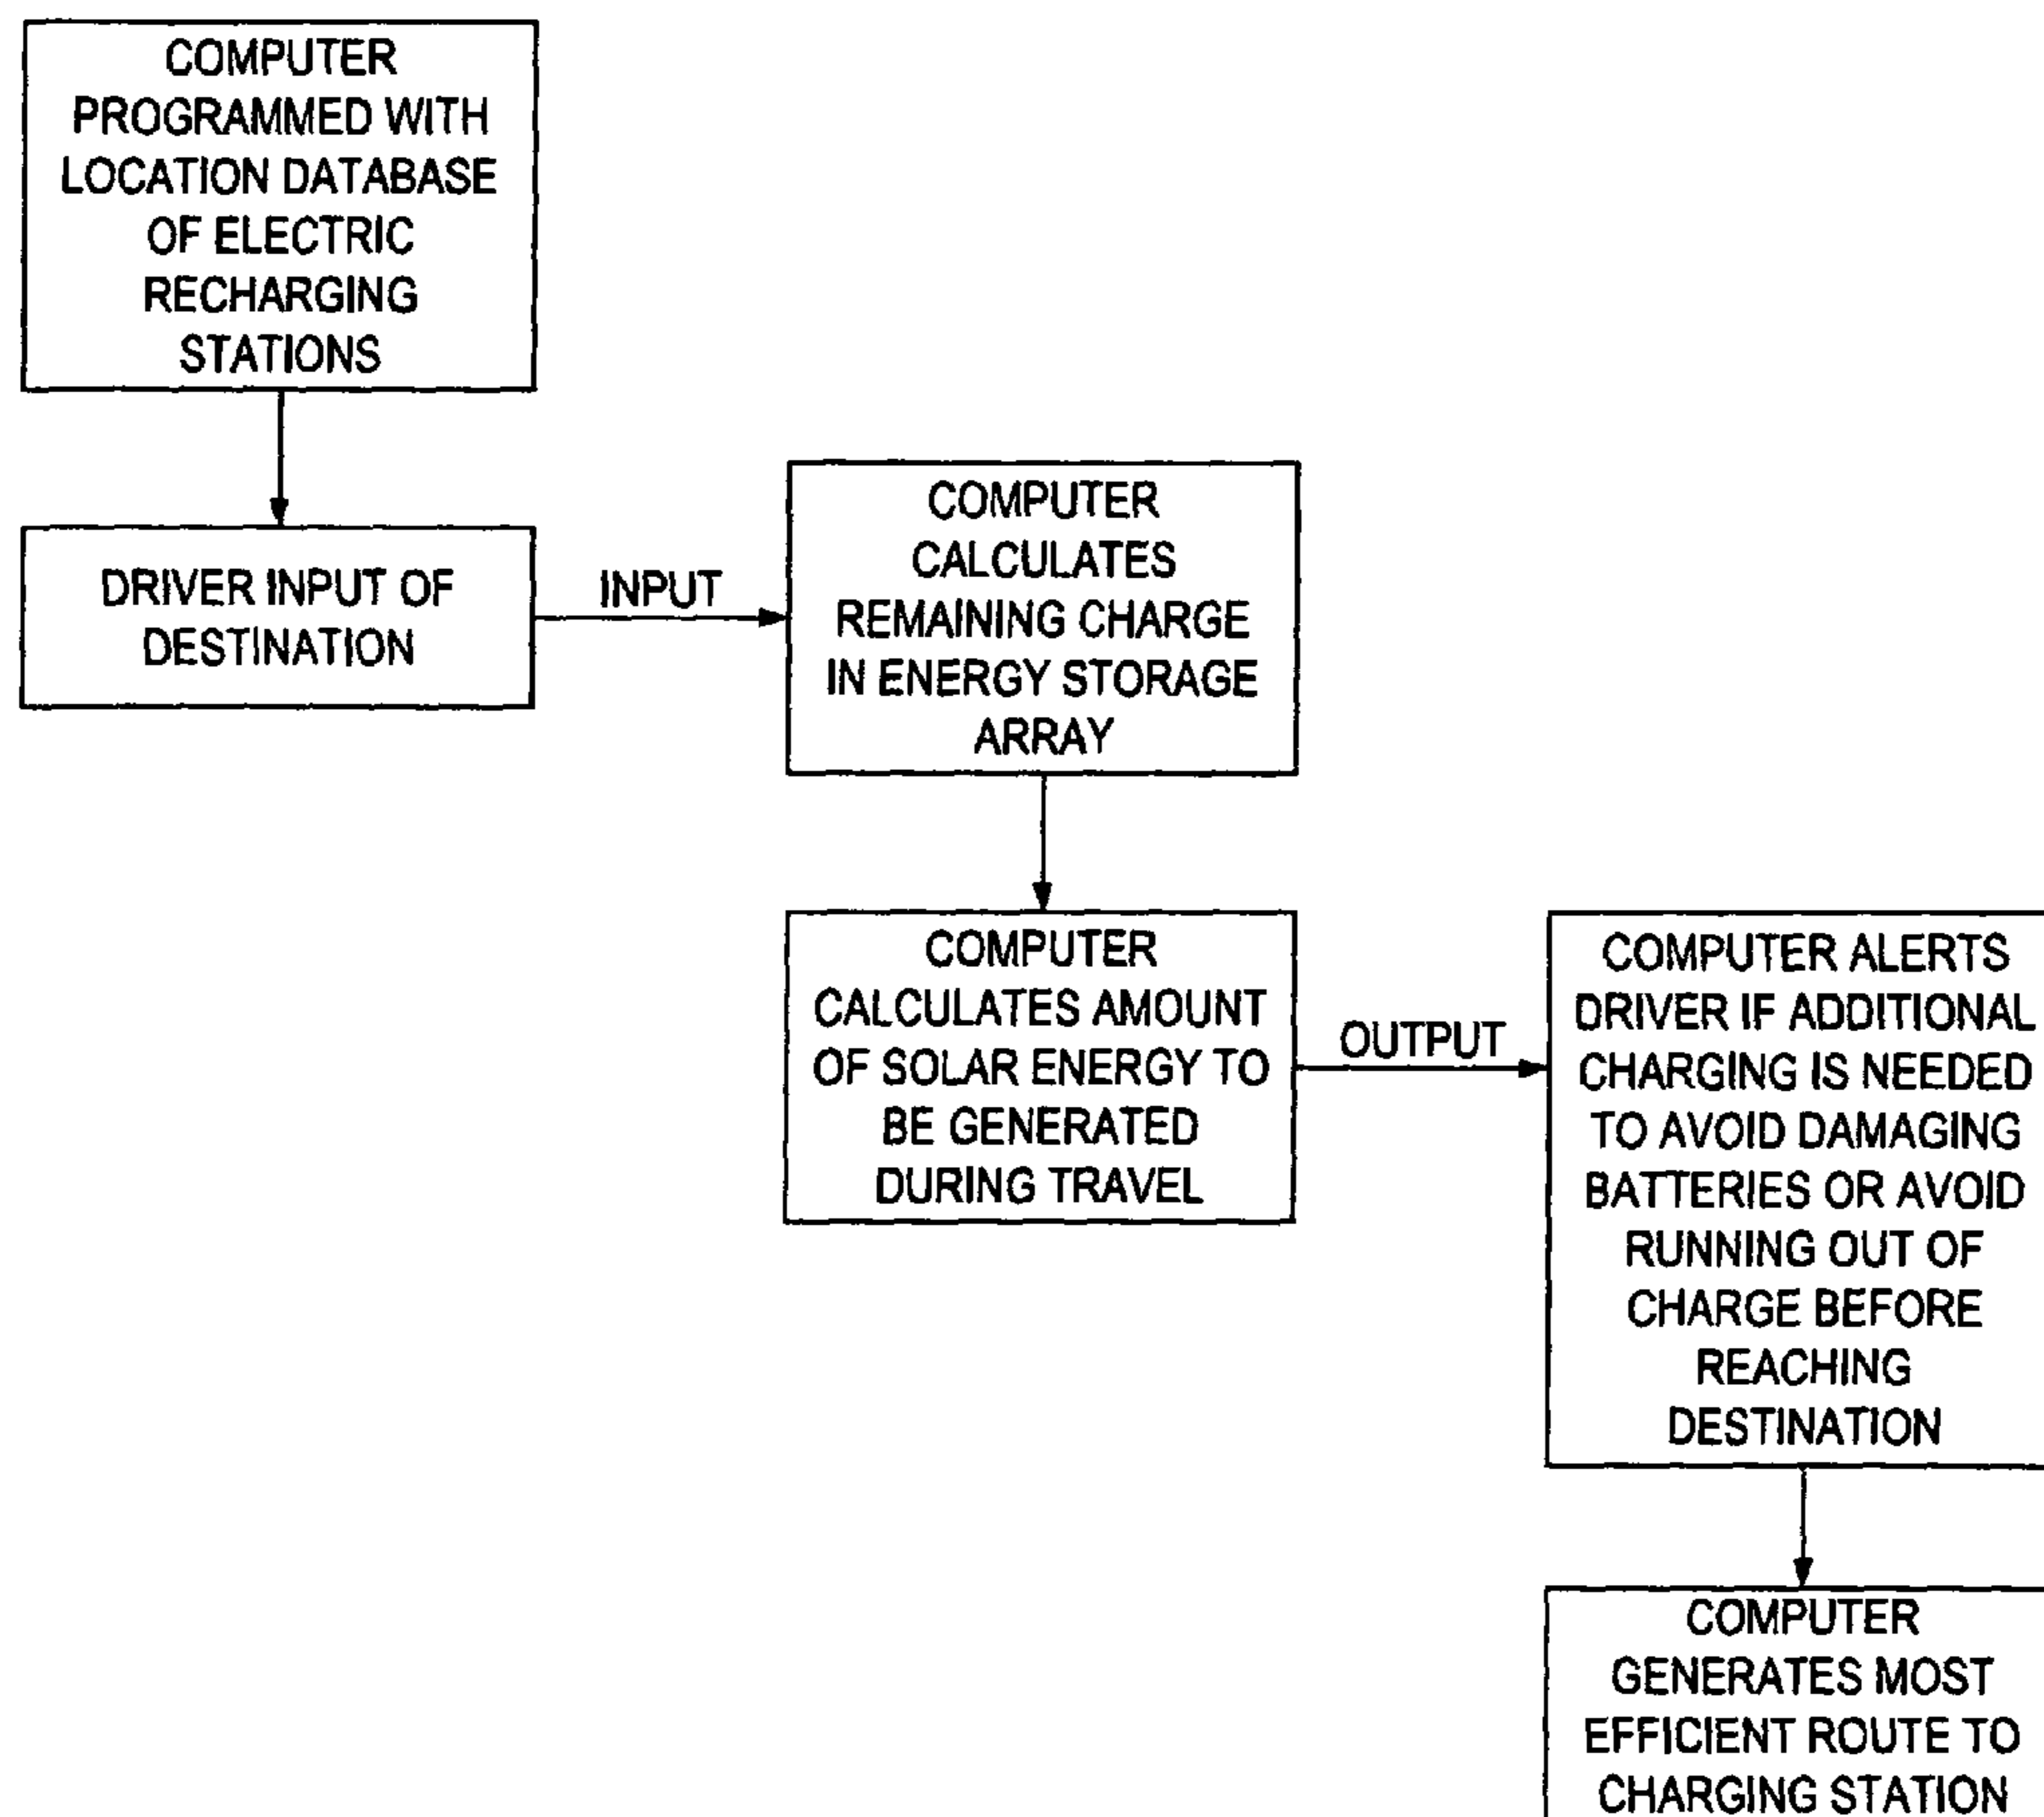 COMPUTER
PROGRAMMED WITH
LOCATION DATABASE
OF ELECTRIC
RECHARGING
STATIONS
DRIVER INPUT OF
DESTINATION
INPUT
COMPUTER
CALCULATES
REMAINING CHARGE
IN ENERGY STORAGE
ARRAY
COMPUTER
CALCULATES AMOUNT
OF SOLAR ENERGY TO
BE GENERATED
DURING TRAVEL
OUTPUT
COMPUTER ALERTS
DRIVER IF ADDITIONAL
CHARGING IS NEEDED
TO AVOID DAMAGING
BATTERIES OR AVOID
RUNNING OUT OF
CHARGE BEFORE
REACHING
DESTINATION
COMPUTER
GENERATES MOST
EFFICIENT ROUTE TO
CHARGING STATION